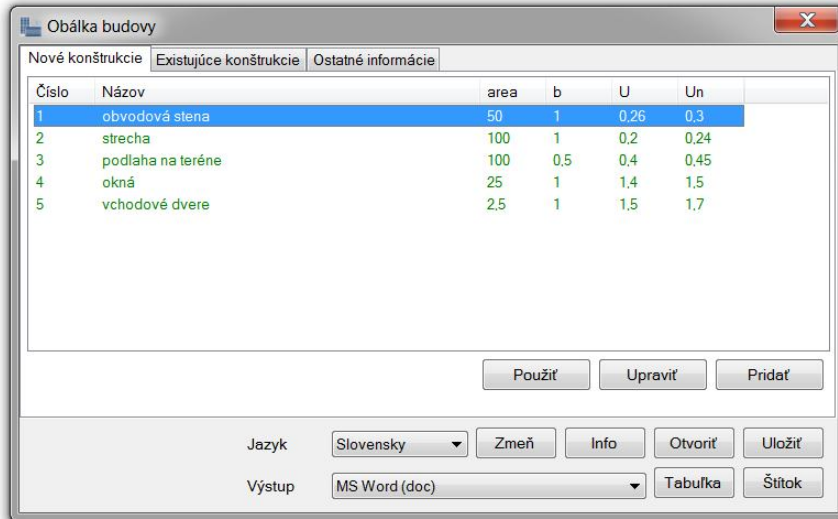 Obálka budovy
Nové konštrukcie Existujúce konštrukcie Ostatné informácie
Číslo Názov area b U Un
1 obvodová stena 50 1 0,26 0,3
2 strecha 100 1 0,2 0,24
3 podlaha na teréne 100 0,5 0,4 0,45
4 okná 25 1 1,4 1,5
5 vchodové dvere 2,5 1 1,5 1,7
Použiť Upraviť Pridať
Jazyk Slovensky Zmeň Info Otvoriť Uložiť
Výstup MS Word (doc) Tabuľka Štítok